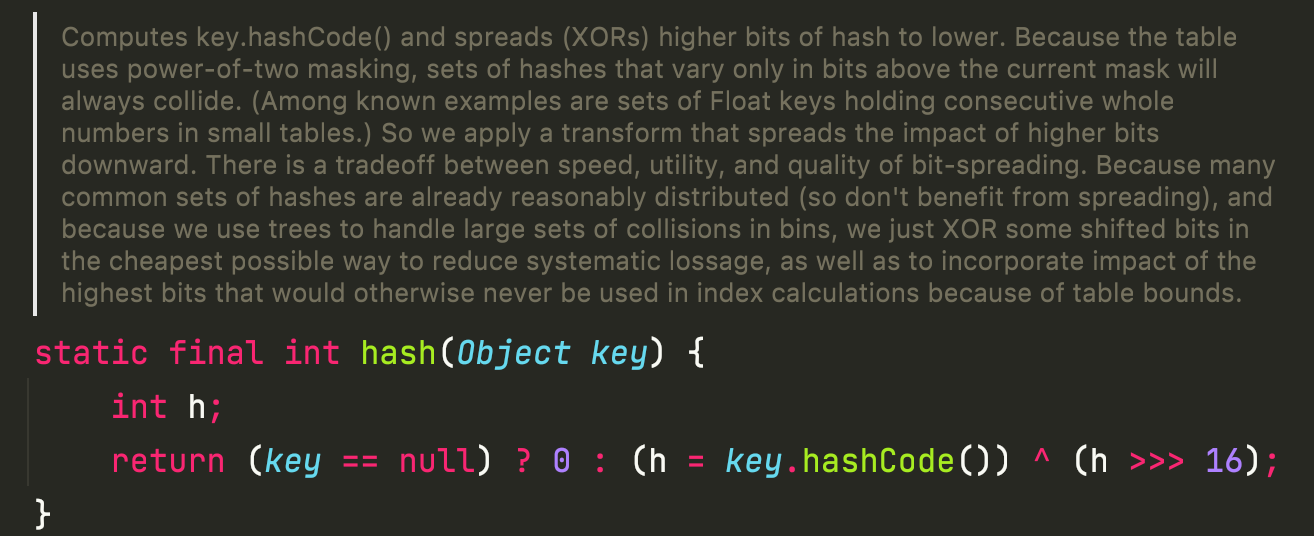 Computes key.hashCode() and spreads (XORs) higher bits of hash to lower. Because the table
uses power-of-two masking, sets of hashes that vary only in bits above the current mask will
always collide. (Among known examples are sets of Float keys holding consecutive whole
numbers in small tables.) So we apply a transform that spreads the impact of higher bits
downward. There is a tradeoff between speed, utility, and quality of bit-spreading. Because many
common sets of hashes are already reasonably distributed (so don't benefit from spreading), and
because we use trees to handle large sets of collisions in bins, we just XOR some shifted bits in
the cheapest possible way to reduce systematic lossage, as well as to incorporate impact of the
highest bits that would otherwise never be used in index calculations because of table bounds.
static final int hash(Object key) {
    int h;
    return (key == null) ? 0 : (h = key.hashCode()) ^ (h >>> 16);
}